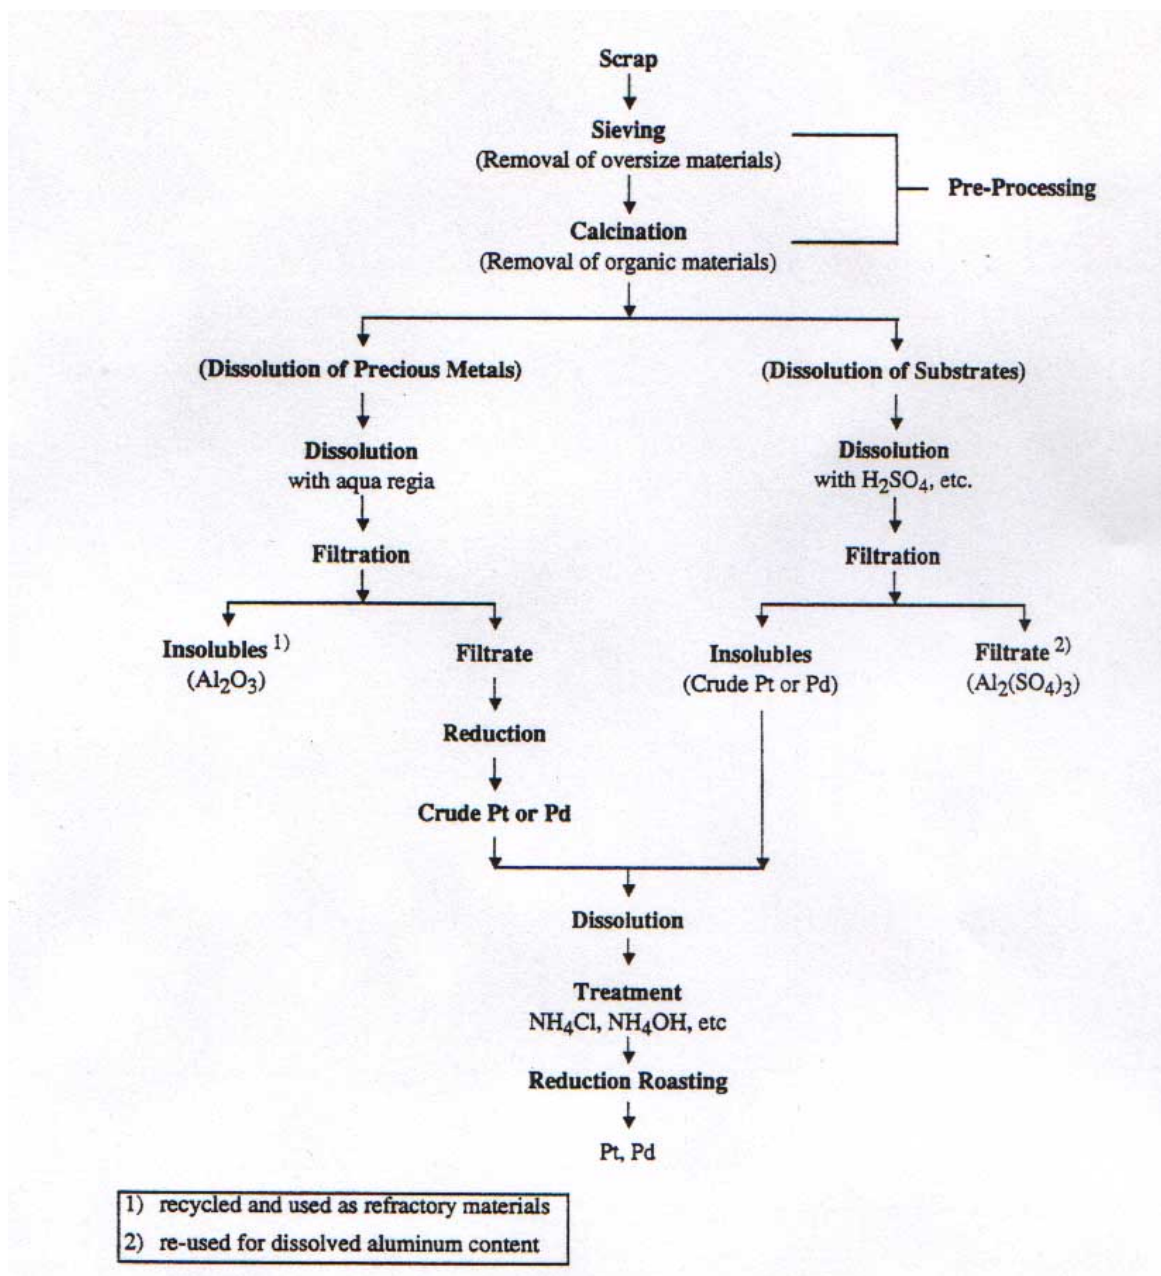 Scrap
Sieving
(Removal of oversize materials)
Pre-Processing
Calcination
(Removal of organic materials)
(Dissolution of Precious Metals)
(Dissolution of Substrates)
Dissolution
with aqua regia
Dissolution
with H₂SO₄, etc.
Filtration
Filtration
Insolubles 1)
(Al₂O₃)
Filtrate
Insolubles
(Crude Pt or Pd)
Filtrate 2)
(Al₂(SO₄)₃)
Reduction
Crude Pt or Pd
Dissolution
Treatment
NH₄Cl, NH₄OH, etc
Reduction Roasting
Pt, Pd
1) recycled and used as refractory materials
2) re-used for dissolved aluminum content